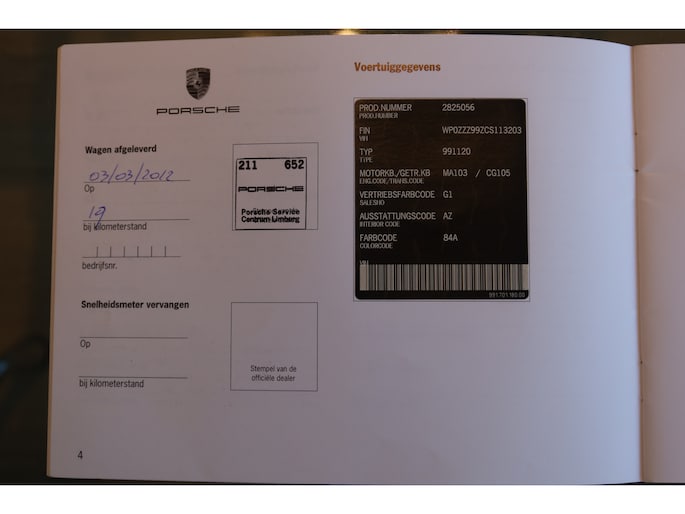 PORSCHE
Wagen afgeleverd
03/03/2012
Op
19
bij kilometerstand
bedrijfsnr.
211 652
PORSCHE
Porsche Service
Centrum Limburg
Snelheidsmeter vervangen
Op
bij kilometerstand
Stempel van de
officiële dealer
4
Voertuiggegevens
PROD.NUMMER 2825056
PROD.NUMBER
FIN WP0ZZZ99ZCS113203
VIN
TYP 991120
TYPE
MOTORKB./GETR.KB MA103 / CG105
ENG.CODE/TRANS.CODE
VERTRIEBSFARBCODE G1
SALESNO
AUSSTATTUNGSCODE AZ
INTERIOR CODE
FARBCODE 84A
COLORCODE
VIN
991.701.180.00